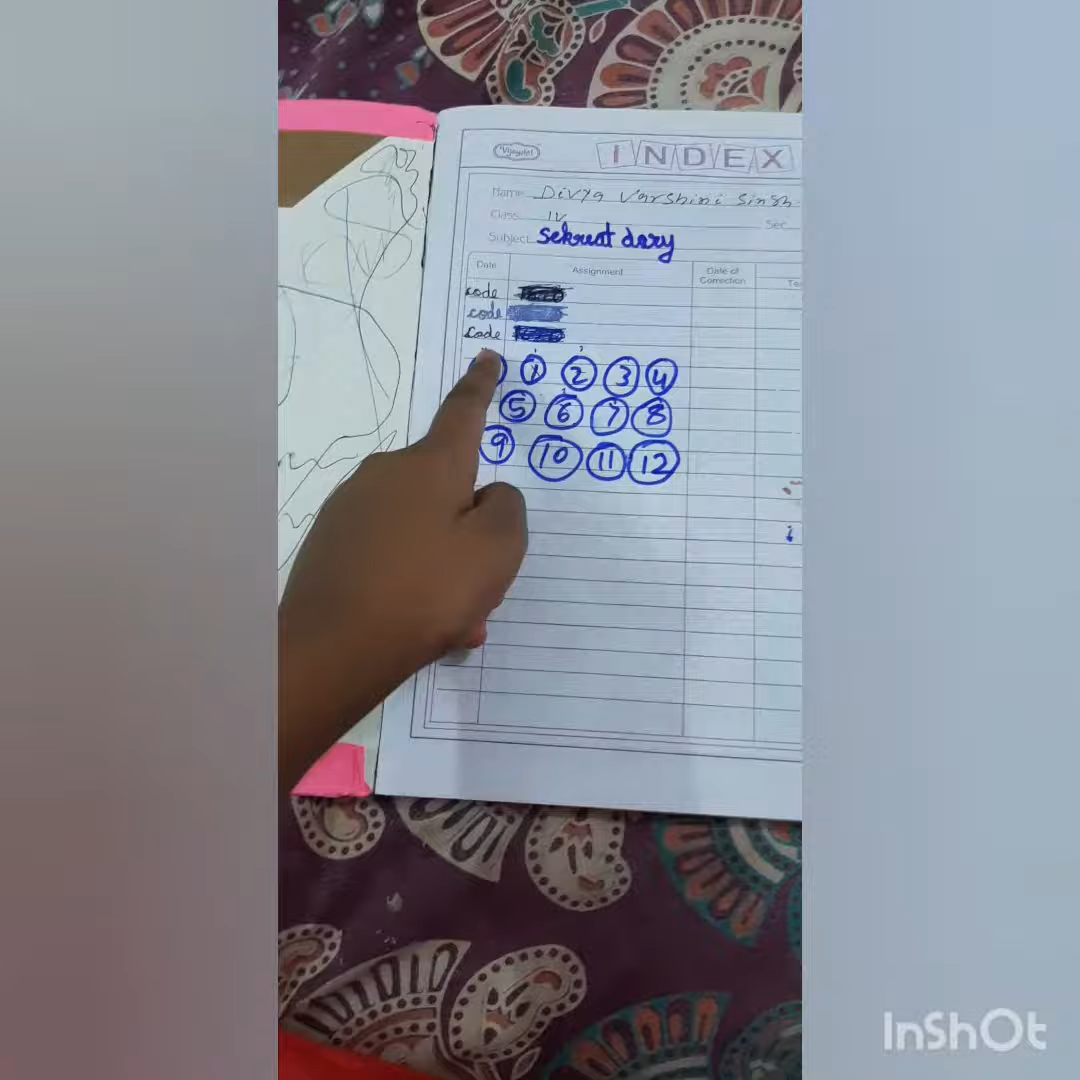 Vijayjet
INDEX
Name Divya Varshini Singh
Class IV Sec
Subject sekreat dary
Date Assignment Date of Correction
code
code
code
1 2 3 4
5 6 7 8
9 10 11 12
InShOt